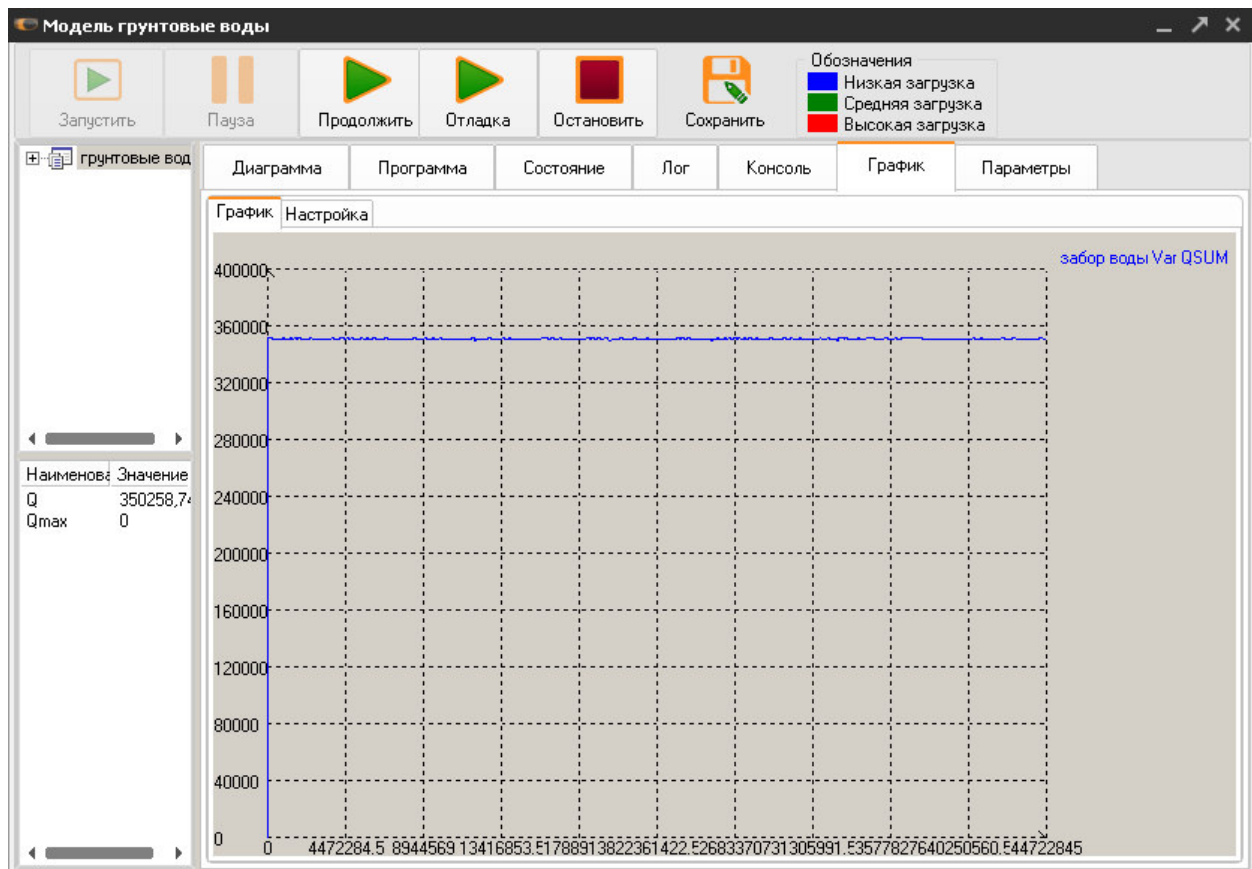 Модель грунтовые воды
Запустить
Пауза
Продолжить
Отладка
Остановить
Сохранить
Обозначения
Низкая загрузка
Средняя загрузка
Высокая загрузка
грунтовые вод
Диаграмма
Программа
Состояние
Лог
Консоль
График
Параметры
График
Настройка
забор воды Var QSUM
400000
360000
320000
280000
240000
200000
160000
120000
80000
40000
0
Наименова Значение
Q 350258,74
Qmax 0
0 4472284.5 8944569 13416853.5 17889138 22361422.5 26833707 31305991.5 35778276 40250560.5 44722845